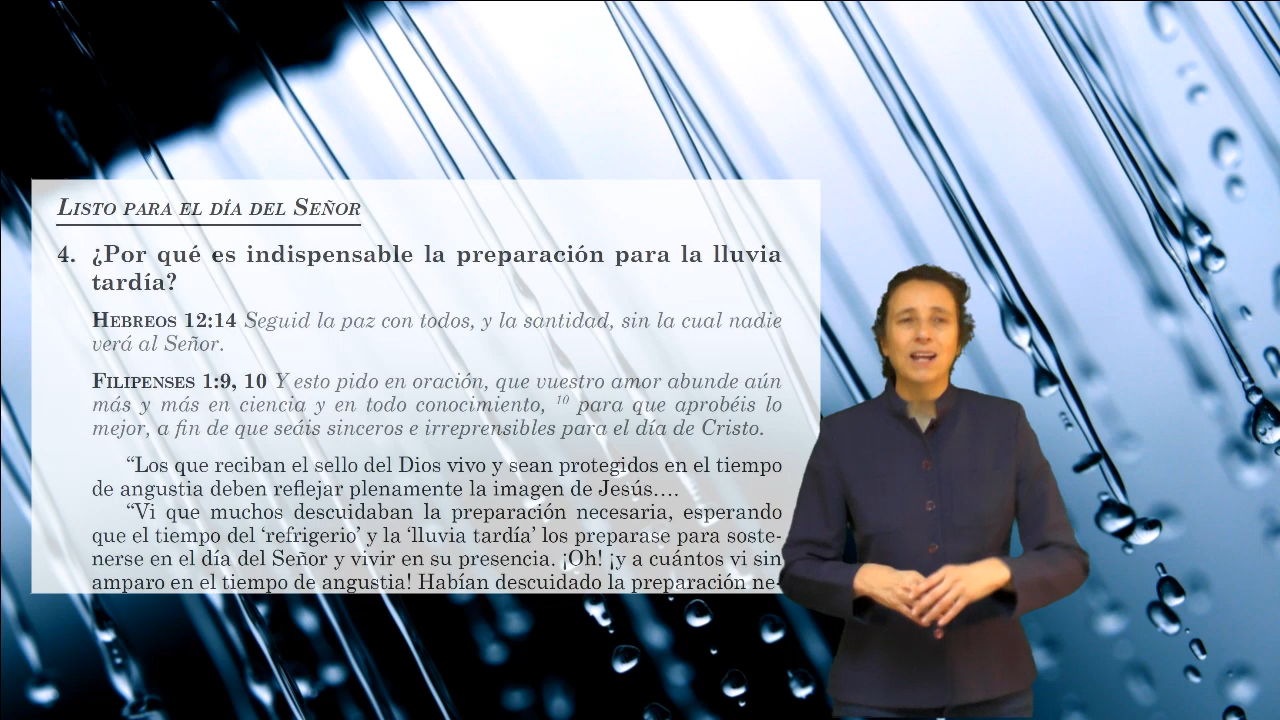 LISTO PARA EL DÍA DEL SEÑOR
4. ¿Por qué es indispensable la preparación para la lluvia
tardía?
HEBREOS 12:14 Seguid la paz con todos, y la santidad, sin la cual nadie
verá al Señor.
FILIPENSES 1:9, 10 Y esto pido en oración, que vuestro amor abunde aún
más y mas en ciencia y en todo conocimiento, 10 para que aprobéis lo
mejor, a fin de que seáis sinceros e irreprensibles para el día de Cristo.
“Los que reciban el sello del Dios vivo y sean protegidos en el tiempo
de angustia deben reflejar plenamente la imagen de Jesús….
“Vi que muchos descuidaban la preparación necesaria, esperando
que el tiempo del ‘refrigerio’ y la ‘lluvia tardía’ los preparase para soste-
nerse en el día del Señor y vivir en su presencia. ¡Oh! ¡y a cuántos vi sin
amparo en el tiempo de angustia! Habían descuidado la preparación ne-